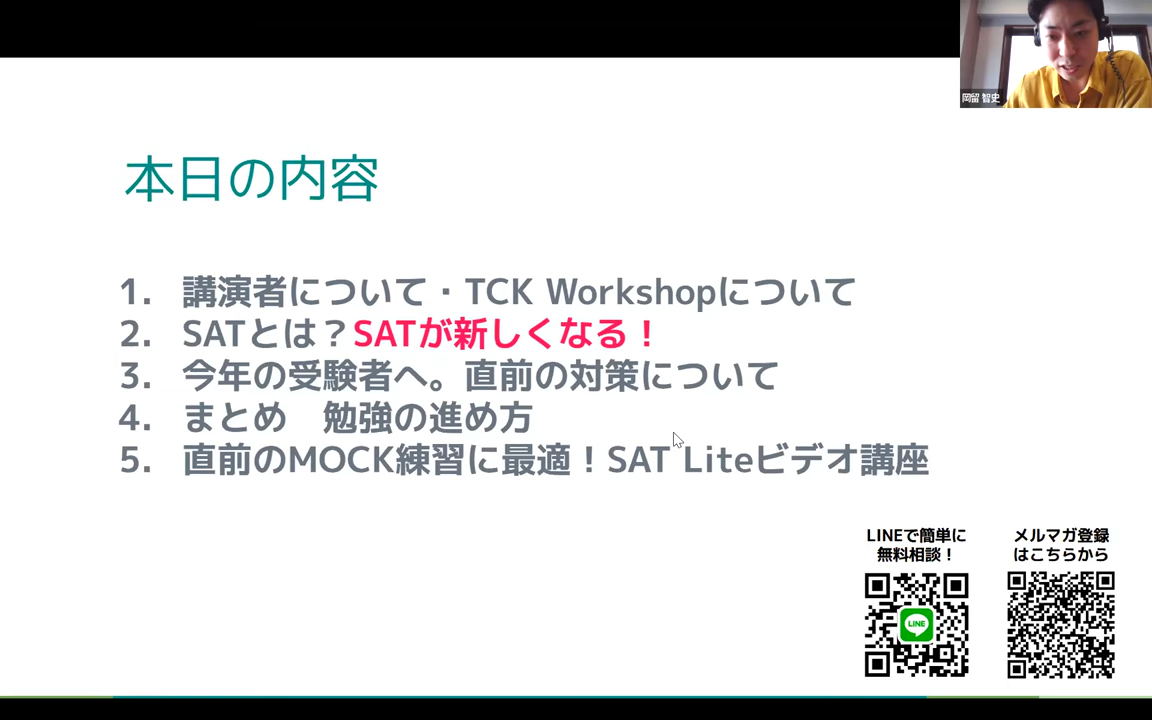 岡留 智史
本日の内容
1. 講演者について・TCK Workshopについて
2. SATとは？SATが新しくなる！
3. 今年の受験者へ。直前の対策について
4. まとめ　勉強の進め方
5. 直前のMOCK練習に最適！SAT Liteビデオ講座
LINEで簡単に
無料相談！
LINE
メルマガ登録
はこちらから